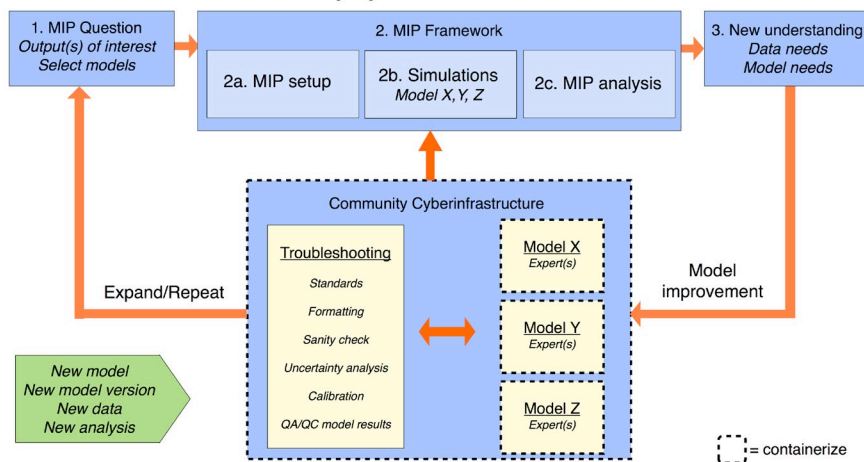 1. MIP Question
Output(s) of interest
Select models
2. MIP Framework
2a. MIP setup
2b. Simulations
Model X,Y, Z
2c. MIP analysis
3. New understanding
Data needs
Model needs
Community Cyberinfrastructure
Troubleshooting
Standards
Formatting
Sanity check
Uncertainty analysis
Calibration
QA/QC model results
Model X
Expert(s)
Model Y
Expert(s)
Model Z
Expert(s)
Expand/Repeat
Model
improvement
New model
New model version
New data
New analysis
= containerize